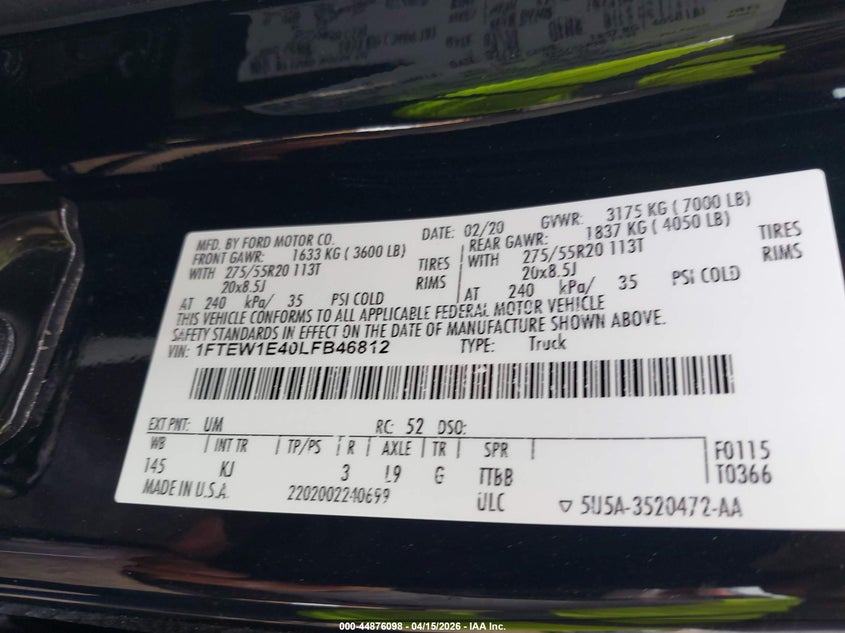 MFD. BY FORD MOTOR CO. DATE: 02/20 GVWR: 3175 KG ( 7000 LB)
FRONT GAWR: 1633 KG ( 3600 LB) REAR GAWR: 1837 KG ( 4050 LB)
WITH 275/55R20 113T TIRES WITH 275/55R20 113T TIRES
20x8.5J RIMS 20x8.5J RIMS
AT 240 kPa/ 35 PSI COLD AT 240 kPa/ 35 PSI COLD
THIS VEHICLE CONFORMS TO ALL APPLICABLE FEDERAL MOTOR VEHICLE
SAFETY STANDARDS IN EFFECT ON THE DATE OF MANUFACTURE SHOWN ABOVE.
VIN: 1FTEW1E40LFB46812 TYPE: Truck
EXT PNT: UM RC: 52 DSO:
WB INT TR TP/PS R AXLE TR SPR F0115
145 KJ 3 L9 G TTBB T0366
MADE IN U.S.A. 2202002240699 ULC 5U5A-3520472-AA
000-44876098 - 04/15/2026 - IAA Inc.